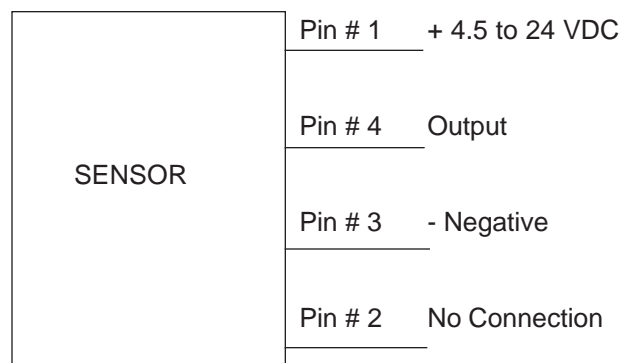 Pin # 1 + 4.5 to 24 VDC
Pin # 4 Output
SENSOR
Pin # 3 - Negative
Pin # 2 No Connection